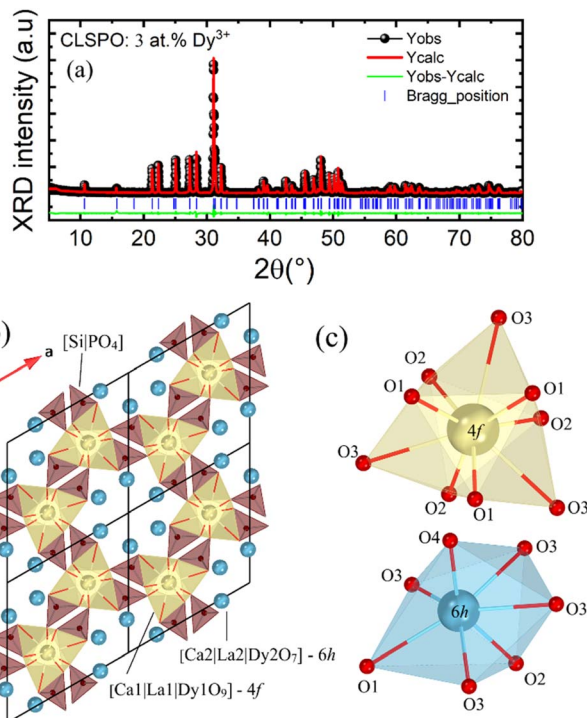 CLSPO: 3 at.% Dy³⁺
(a)
Yobs
Ycalc
Yobs-Ycalc
Bragg_position
XRD intensity (a.u)
10 20 30 40 50 60 70 80
2θ(°)
)
a
[Si|PO₄]
[Ca2|La2|Dy2O₇] - 6h
[Ca1|La1|Dy1O₉] - 4f
(c)
O3
O2
O1
O1
O2
4f
O3
O2
O1
O3
O4
O3
O3
6h
O3
O1
O2
O3